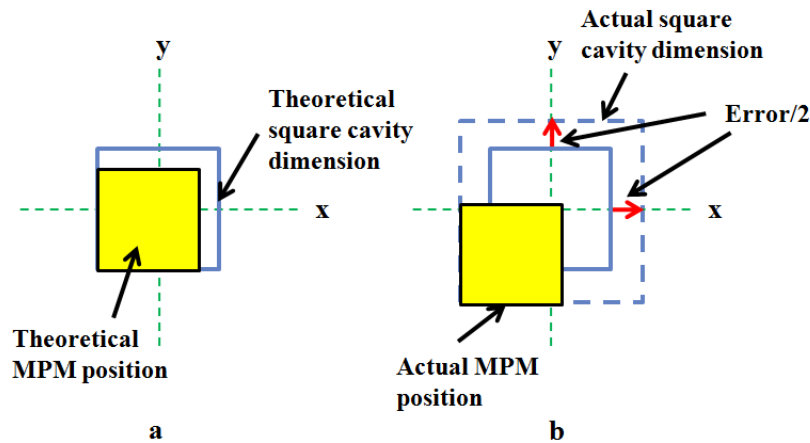 y
Theoretical
square cavity
dimension
x
Theoretical
MPM position
a
Actual square
cavity dimension
y
Error/2
x
Actual MPM
position
b